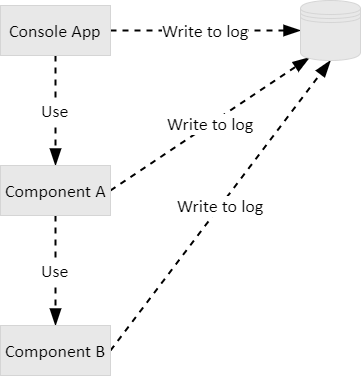 Console App
Write to log
Use
Write to log
Component A
Write to log
Use
Component B